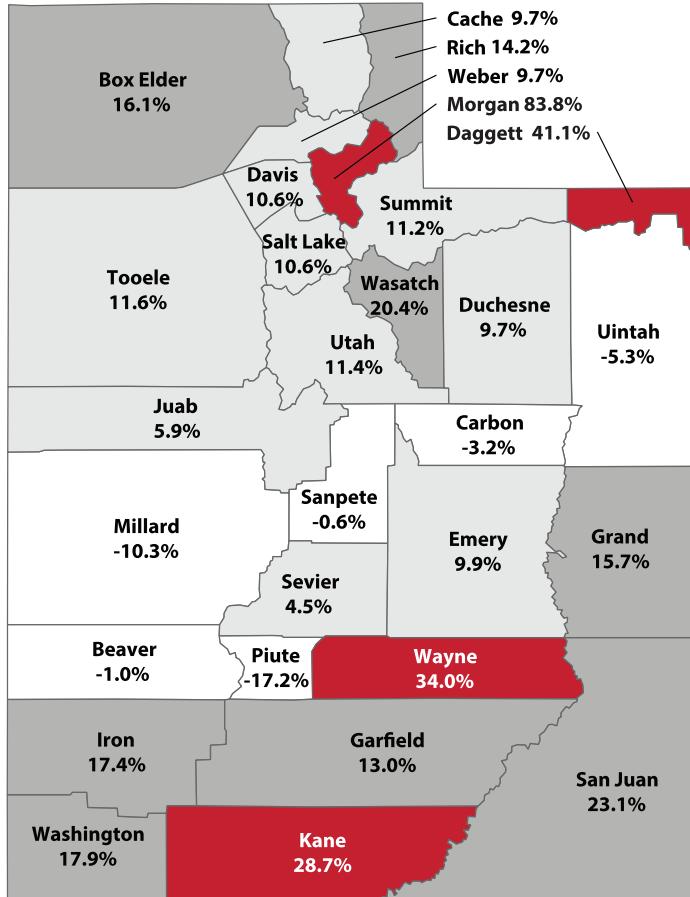 Cache 9.7%
Rich 14.2%
Weber 9.7%
Morgan 83.8%
Daggett 41.1%
Box Elder
16.1%
Davis
10.6%
Summit
11.2%
Salt Lake
10.6%
Tooele
11.6%
Wasatch
20.4%
Duchesne
9.7%
Uintah
-5.3%
Utah
11.4%
Juab
5.9%
Carbon
-3.2%
Sanpete
-0.6%
Millard
-10.3%
Emery
9.9%
Grand
15.7%
Sevier
4.5%
Beaver
-1.0%
Piute
-17.2%
Wayne
34.0%
Iron
17.4%
Garfield
13.0%
San Juan
23.1%
Washington
17.9%
Kane
28.7%